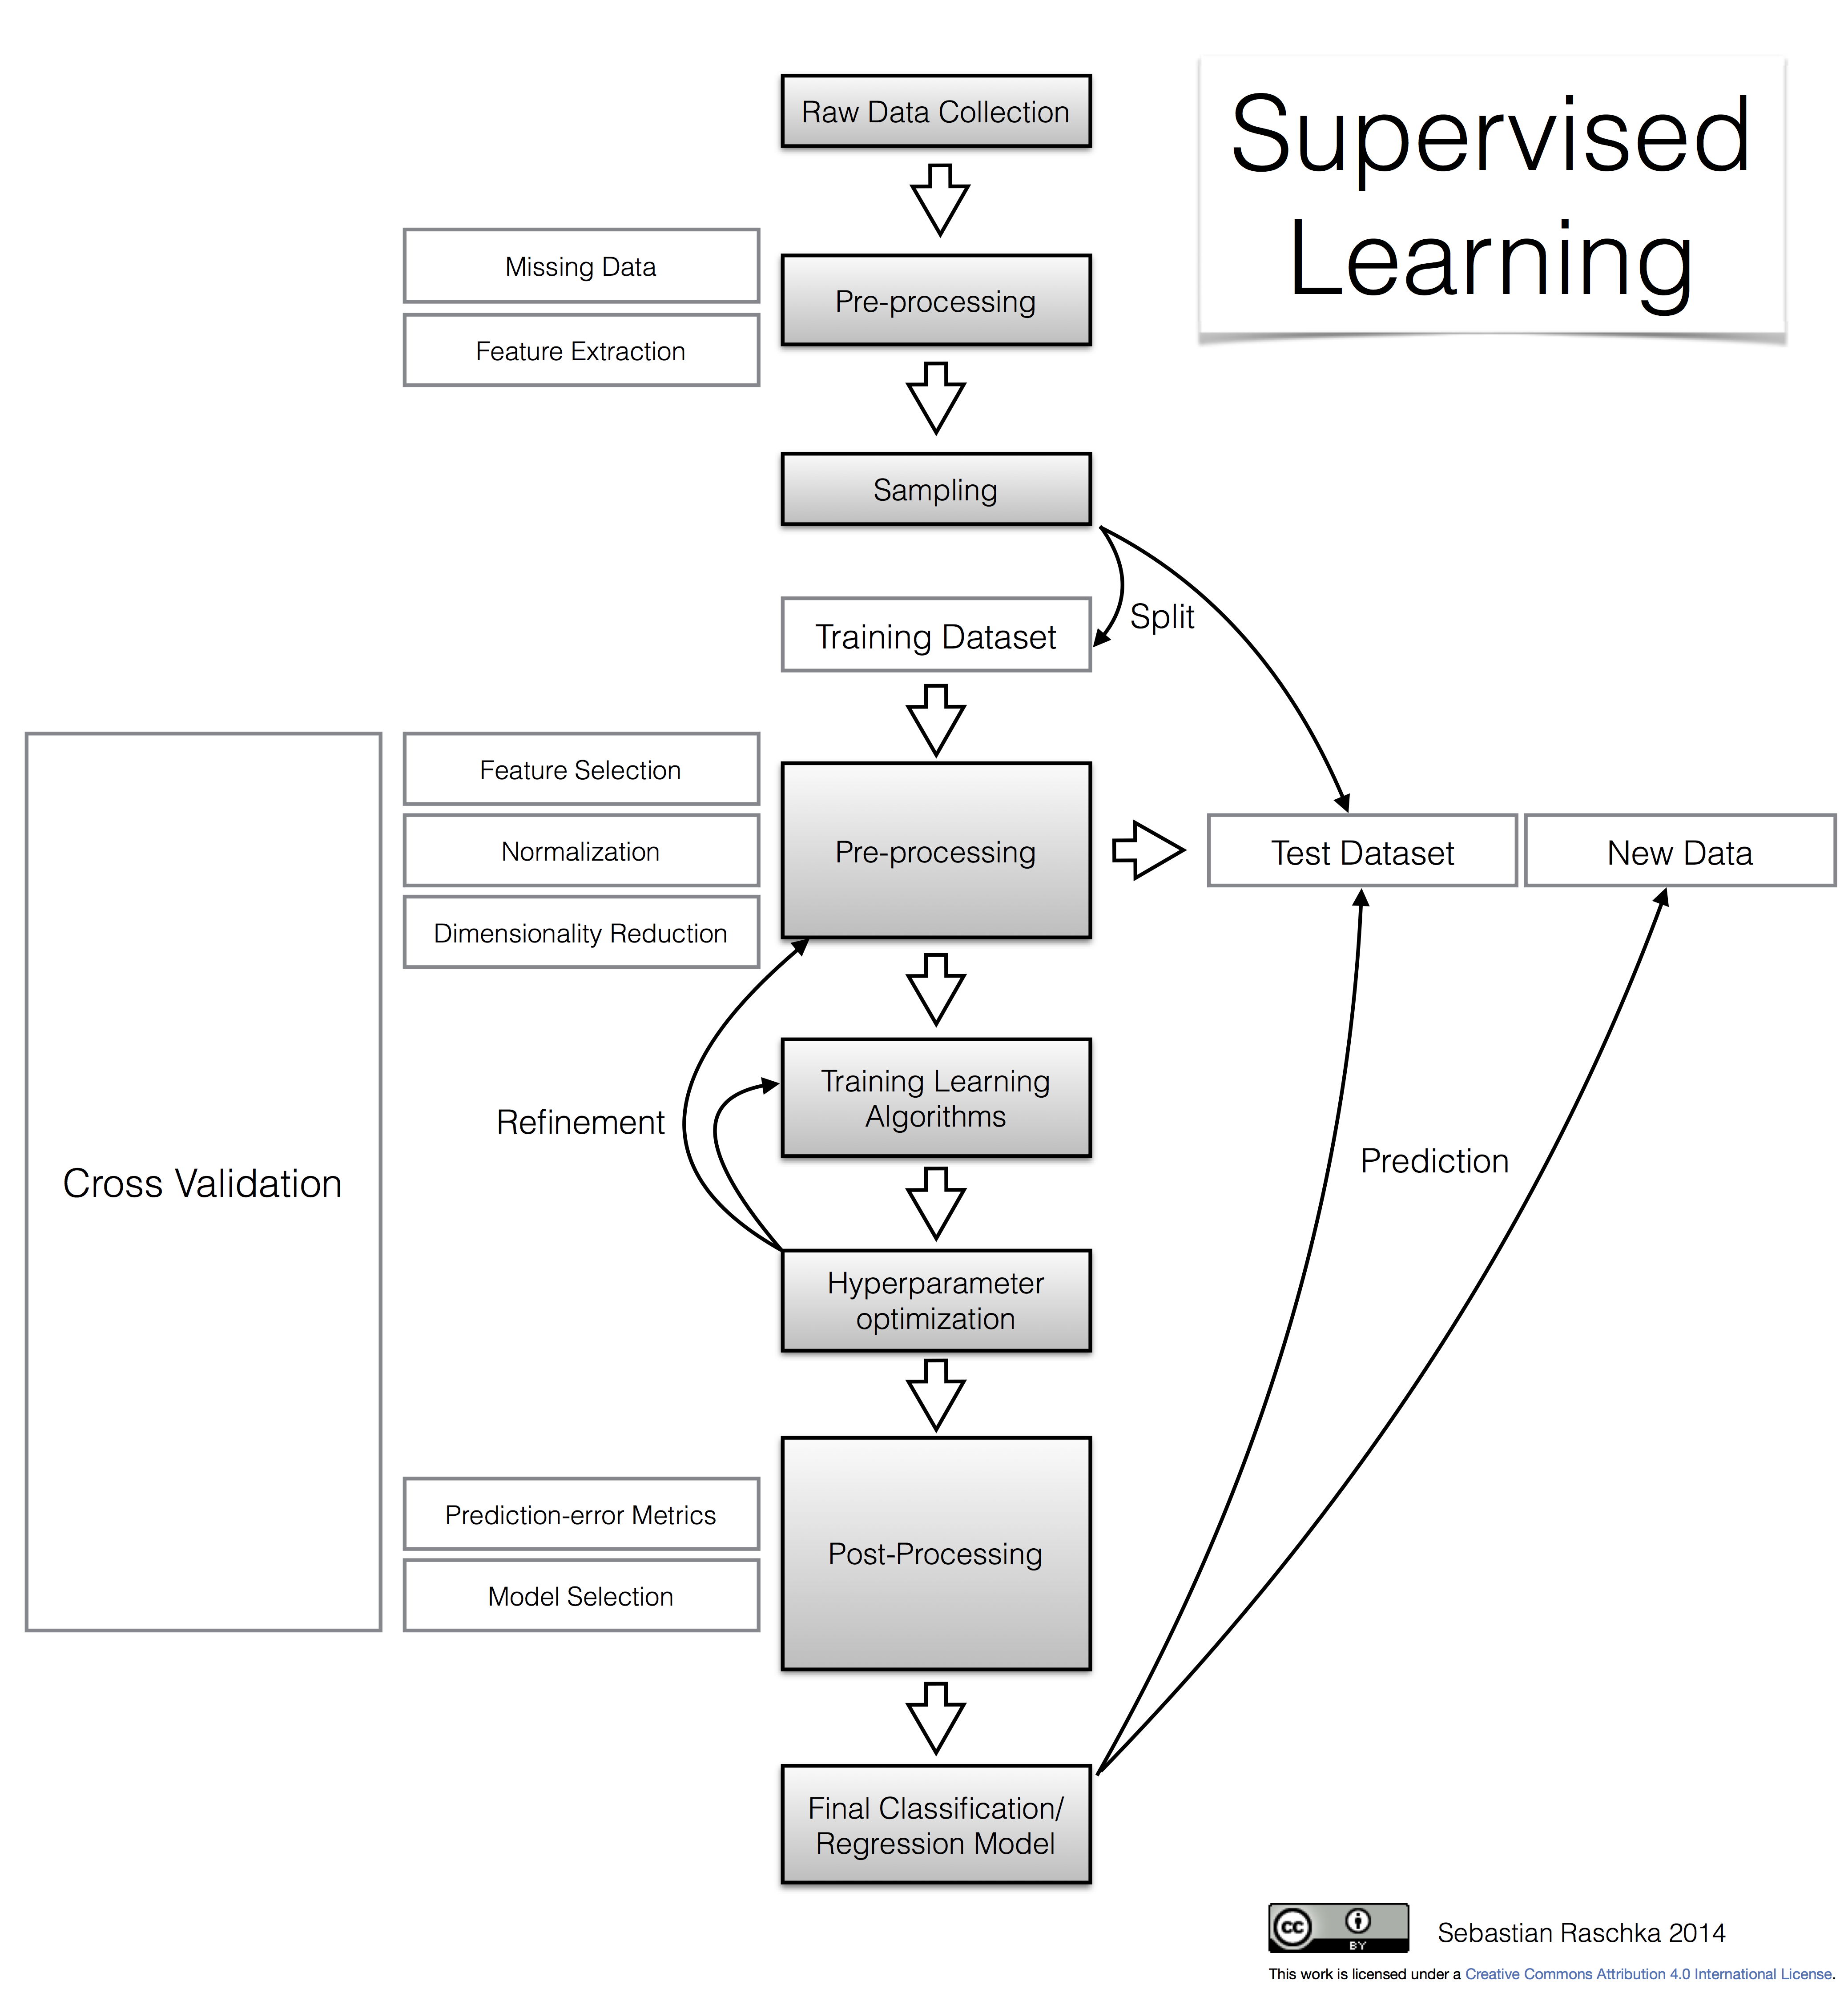 Supervised
Learning
Raw Data Collection
Missing Data
Feature Extraction
Pre-processing
Sampling
Split
Training Dataset
Cross Validation
Feature Selection
Normalization
Dimensionality Reduction
Pre-processing
Test Dataset
New Data
Training Learning
Algorithms
Refinement
Prediction
Hyperparameter
optimization
Prediction-error Metrics
Model Selection
Post-Processing
Final Classification/
Regression Model
cc
BY
Sebastian Raschka 2014
This work is licensed under a Creative Commons Attribution 4.0 International License.